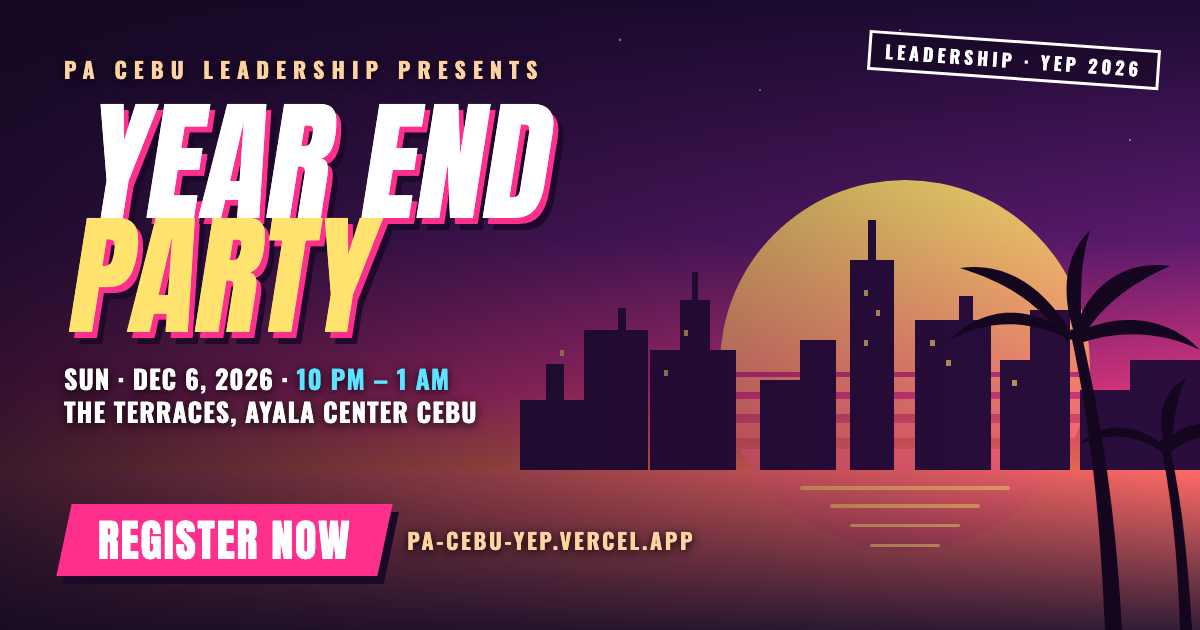 PA CEBU LEADERSHIP PRESENTS
LEADERSHIP · YEP 2026
YEAR END
PARTY
SUN · DEC 6, 2026 · 10 PM – 1 AM
THE TERRACES, AYALA CENTER CEBU
REGISTER NOW
PA-CEBU-YEP.VERCEL.APP